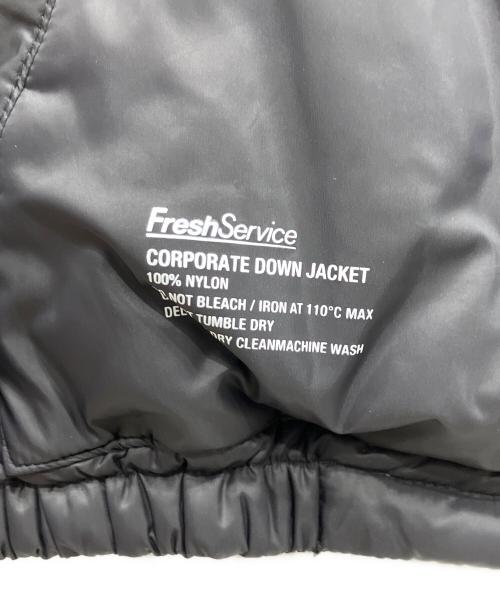 FreshService
CORPORATE DOWN JACKET
100% NYLON
NOT BLEACH / IRON AT 110°C MAX
TUMBLE DRY
DRY CLEANMACHINE WASH